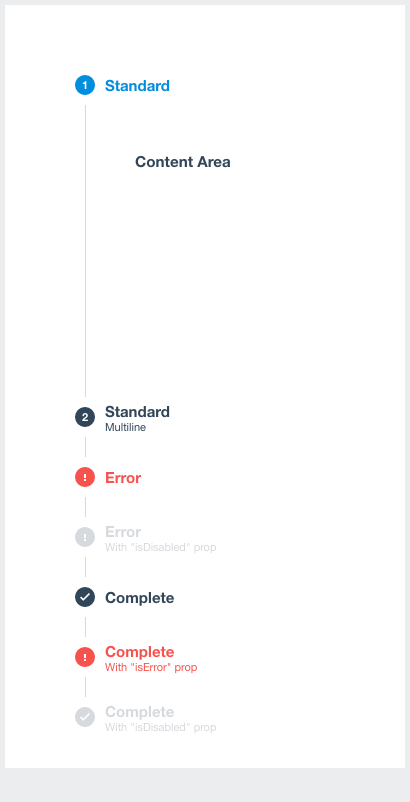 1 Standard
Content Area
2 Standard
Multiline
! Error
! Error
With "isDisabled" prop
Complete
! Complete
With "isError" prop
Complete
With "isDisabled" prop